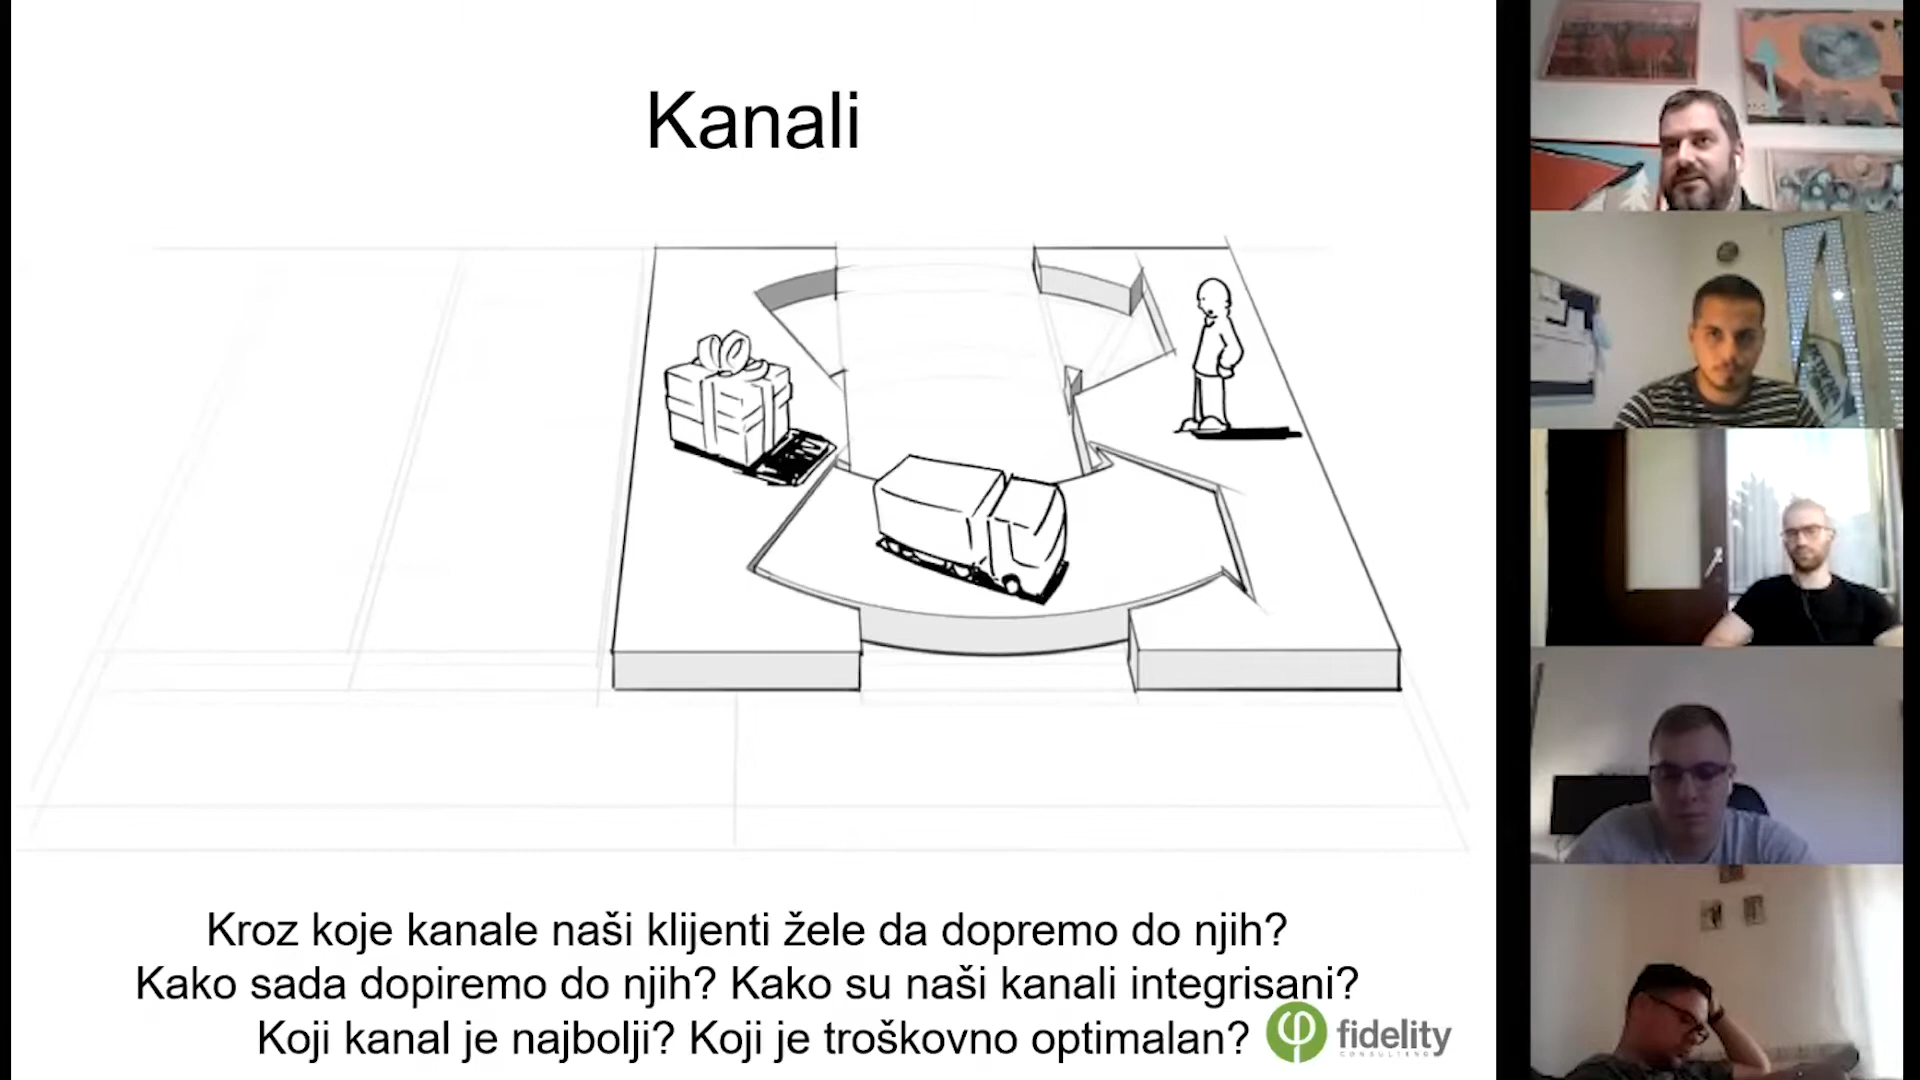 Kanali
Kroz koje kanale naši klijenti žele da dopremo do njih?
Kako sada dopiremo do njih? Kako su naši kanali integrisani?
Koji kanal je najbolji? Koji je troškovno optimalan?
fidelity
CONSULTING